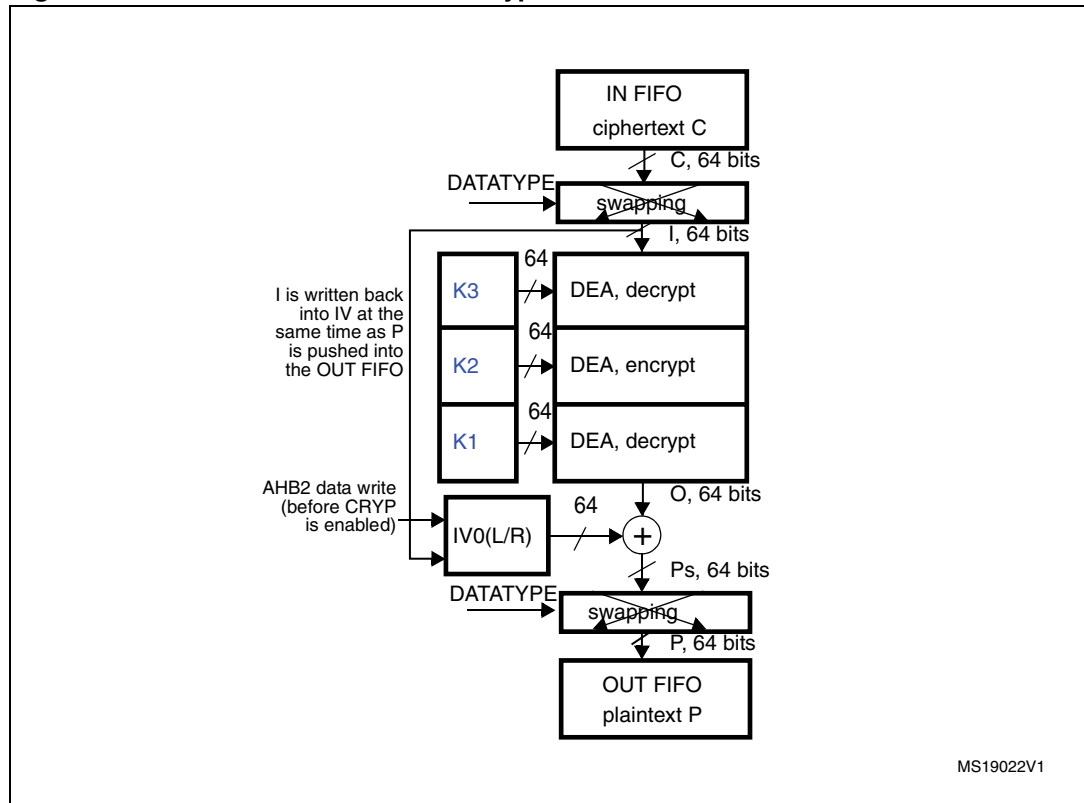 IN FIFO
ciphertext C
C, 64 bits
DATATYPE
swapping
I, 64 bits
64
K3
DEA, decrypt
I is written back
into IV at the
same time as P
is pushed into
the OUT FIFO
64
K2
DEA, encrypt
64
K1
DEA, decrypt
O, 64 bits
AHB2 data write
(before CRYP
is enabled)
IV0(L/R)
64
+
Ps, 64 bits
DATATYPE
swapping
P, 64 bits
OUT FIFO
plaintext P
MS19022V1